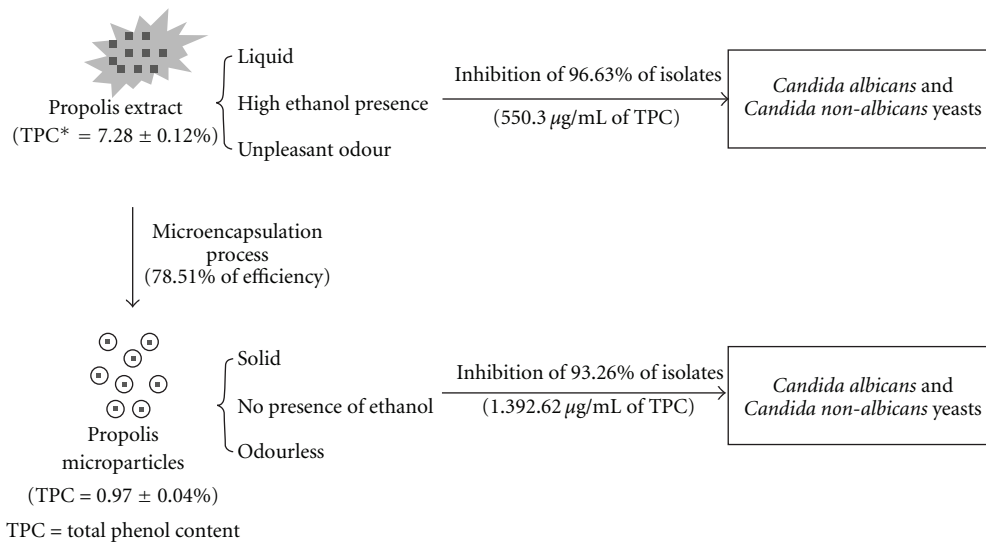 Propolis extract
(TPC* = 7.28 ± 0.12%)
Liquid
High ethanol presence
Unpleasant odour
Inhibition of 96.63% of isolates
(550.3 µg/mL of TPC)
Candida albicans and
Candida non-albicans yeasts
Microencapsulation
process
(78.51% of efficiency)
Propolis
microparticles
(TPC = 0.97 ± 0.04%)
Solid
No presence of ethanol
Odourless
Inhibition of 93.26% of isolates
(1.392.62 µg/mL of TPC)
Candida albicans and
Candida non-albicans yeasts
TPC = total phenol content